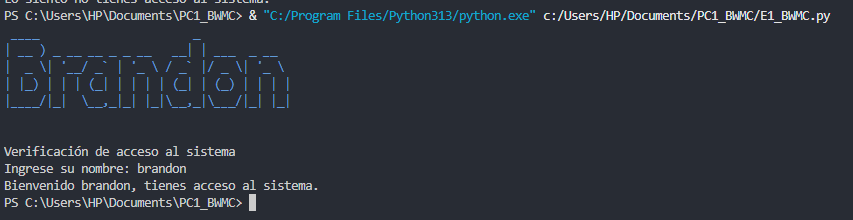 Lo siento no tienes acceso al sistema.
PS C:\Users\HP\Documents\PC1_BWMC> & "C:/Program Files/Python313/python.exe" c:/Users/HP/Documents/PC1_BWMC/E1_BWMC.py
Brandon
Verificación de acceso al sistema
Ingrese su nombre: brandon
Bienvenido brandon, tienes acceso al sistema.
PS C:\Users\HP\Documents\PC1_BWMC>